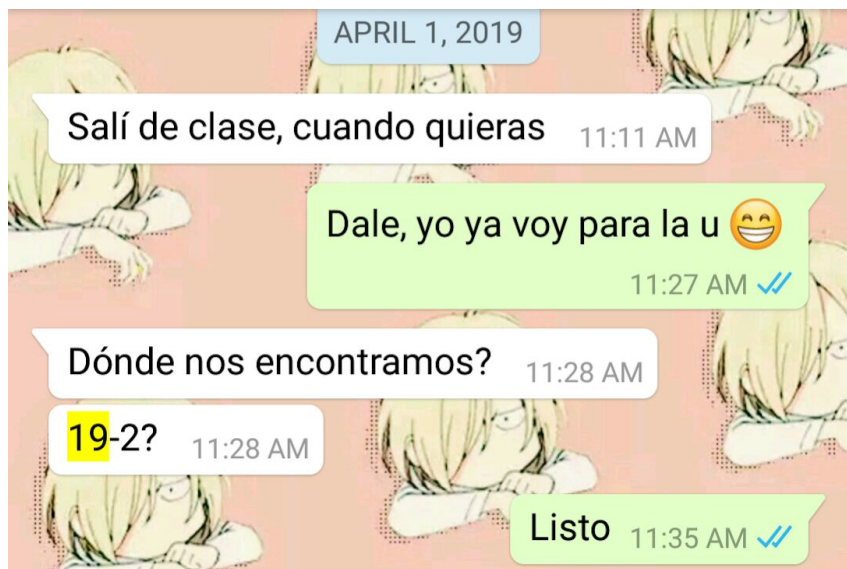 APRIL 1, 2019
Salí de clase, cuando quieras 11:11 AM
Dale, yo ya voy para la u 😁
11:27 AM
Dónde nos encontramos? 11:28 AM
19-2? 11:28 AM
Listo 11:35 AM